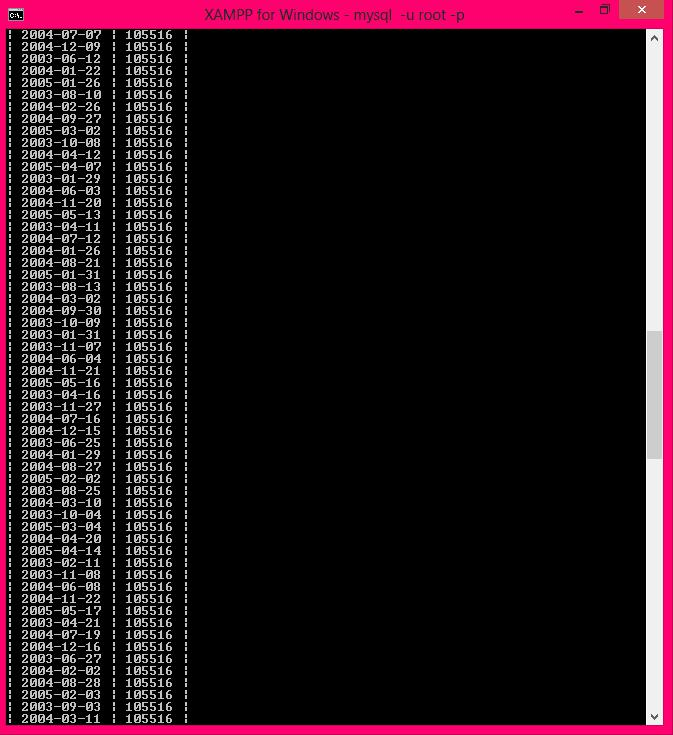 XAMPP for Windows - mysql  -u root -p
| 2004-07-07 | 105516 |
| 2004-12-09 | 105516 |
| 2003-06-12 | 105516 |
| 2004-01-22 | 105516 |
| 2005-01-26 | 105516 |
| 2003-08-10 | 105516 |
| 2004-02-26 | 105516 |
| 2004-09-27 | 105516 |
| 2005-03-02 | 105516 |
| 2003-10-08 | 105516 |
| 2004-04-12 | 105516 |
| 2005-04-07 | 105516 |
| 2003-01-29 | 105516 |
| 2004-06-03 | 105516 |
| 2004-11-20 | 105516 |
| 2005-05-13 | 105516 |
| 2003-04-11 | 105516 |
| 2004-07-12 | 105516 |
| 2004-01-26 | 105516 |
| 2004-08-21 | 105516 |
| 2005-01-31 | 105516 |
| 2003-08-13 | 105516 |
| 2004-03-02 | 105516 |
| 2004-09-30 | 105516 |
| 2003-10-09 | 105516 |
| 2003-01-31 | 105516 |
| 2003-11-07 | 105516 |
| 2004-06-04 | 105516 |
| 2004-11-21 | 105516 |
| 2005-05-16 | 105516 |
| 2003-04-16 | 105516 |
| 2003-11-27 | 105516 |
| 2004-07-16 | 105516 |
| 2004-12-15 | 105516 |
| 2003-06-25 | 105516 |
| 2004-01-29 | 105516 |
| 2004-08-27 | 105516 |
| 2005-02-02 | 105516 |
| 2003-08-25 | 105516 |
| 2004-03-10 | 105516 |
| 2003-10-04 | 105516 |
| 2005-03-04 | 105516 |
| 2004-04-20 | 105516 |
| 2005-04-14 | 105516 |
| 2003-02-11 | 105516 |
| 2003-11-08 | 105516 |
| 2004-06-08 | 105516 |
| 2004-11-22 | 105516 |
| 2005-05-17 | 105516 |
| 2003-04-21 | 105516 |
| 2004-07-19 | 105516 |
| 2004-12-16 | 105516 |
| 2003-06-27 | 105516 |
| 2004-02-02 | 105516 |
| 2004-08-28 | 105516 |
| 2005-02-03 | 105516 |
| 2003-09-03 | 105516 |
| 2004-03-11 | 105516 |